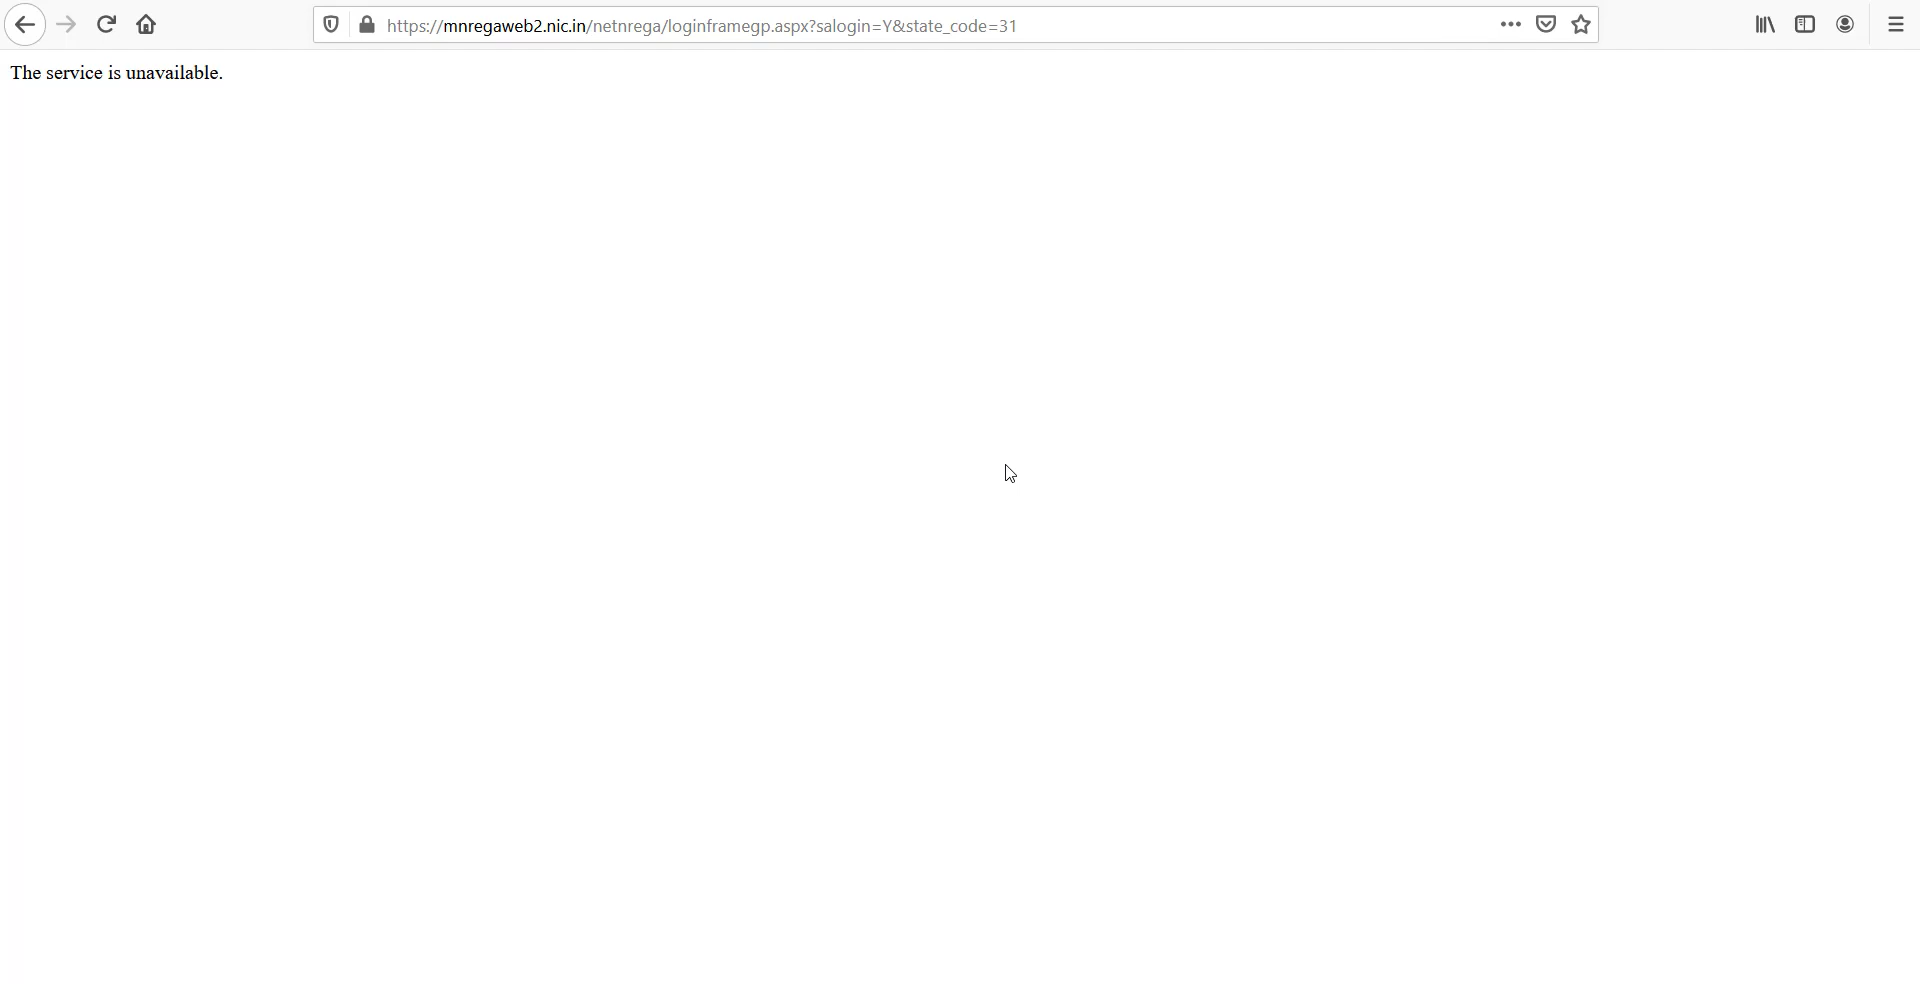 https://mnregaweb2.nic.in/netnrega/loginframegp.aspx?salogin=Y&state_code=31
The service is unavailable.